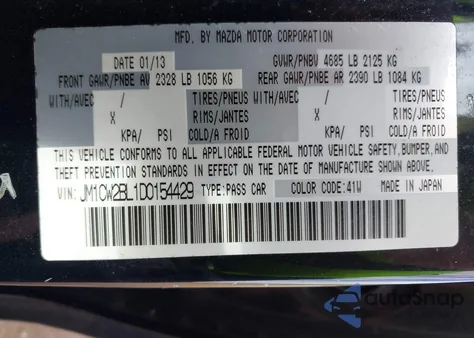 MFD. BY MAZDA MOTOR CORPORATION
DATE 01/13 GVWR/PNBV 4685 LB 2125 KG
FRONT GAWR/PNBE AV 2328 LB 1056 KG REAR GAWR/PNBE AR 2390 LB 1084 KG
WITH/AVEC / TIRES/PNEUS WITH/AVEC / TIRES/PNEUS
X RIMS/JANTES X RIMS/JANTES
KPA/ PSI COLD/A FROID KPA/ PSI COLD/A FROID
THIS VEHICLE CONFORMS TO ALL APPLICABLE FEDERAL MOTOR VEHICLE SAFETY, BUMPER,
AND THEFT PREVENTION STANDARDS IN EFFECT ON THE DATE OF MANUFACTURE SHOWN ABOVE.
VIN: JM1CW2BL1D0154429 TYPE:PASS CAR COLOR CODE:41W MADE IN JAPAN
autoSnap